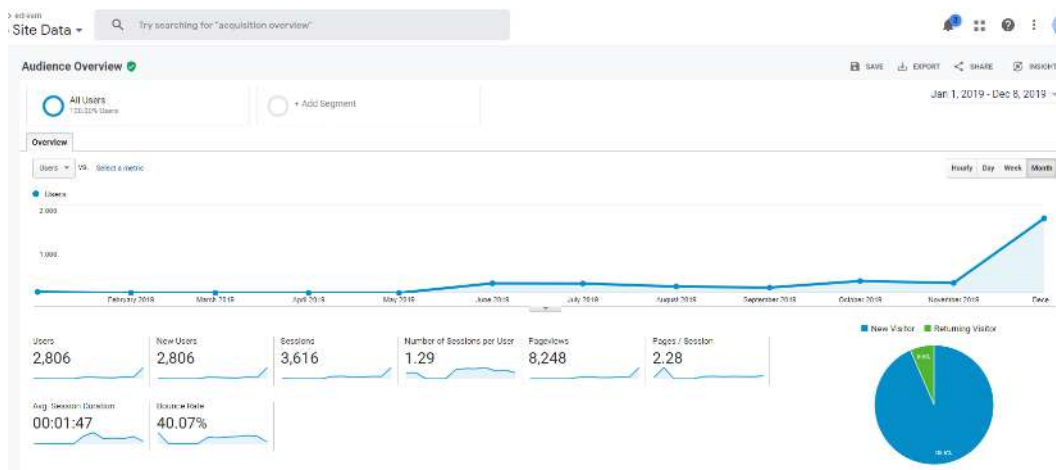 Site Data
Try searching for "acquisition overview"
Audience Overview
SAVE EXPORT SHARE INSIGHT
All Users
Users
+ Add Segment
Jan 1, 2019 - Dec 8, 2019
Overview
Users VS. Select a metric
Hourly Day Week Month
Users
2,000
1,000
February 2019 March 2019 April 2019 May 2019 June 2019 July 2019 August 2019 September 2019 October 2019 November 2019 Dece
New Visitor Returning Visitor
Users New Users Sessions Number of Sessions per User Pageviews Pages / Session
2,806 2,806 3,616 1.29 8,248 2.28
Avg. Session Duration Bounce Rate
00:01:47 40.07%